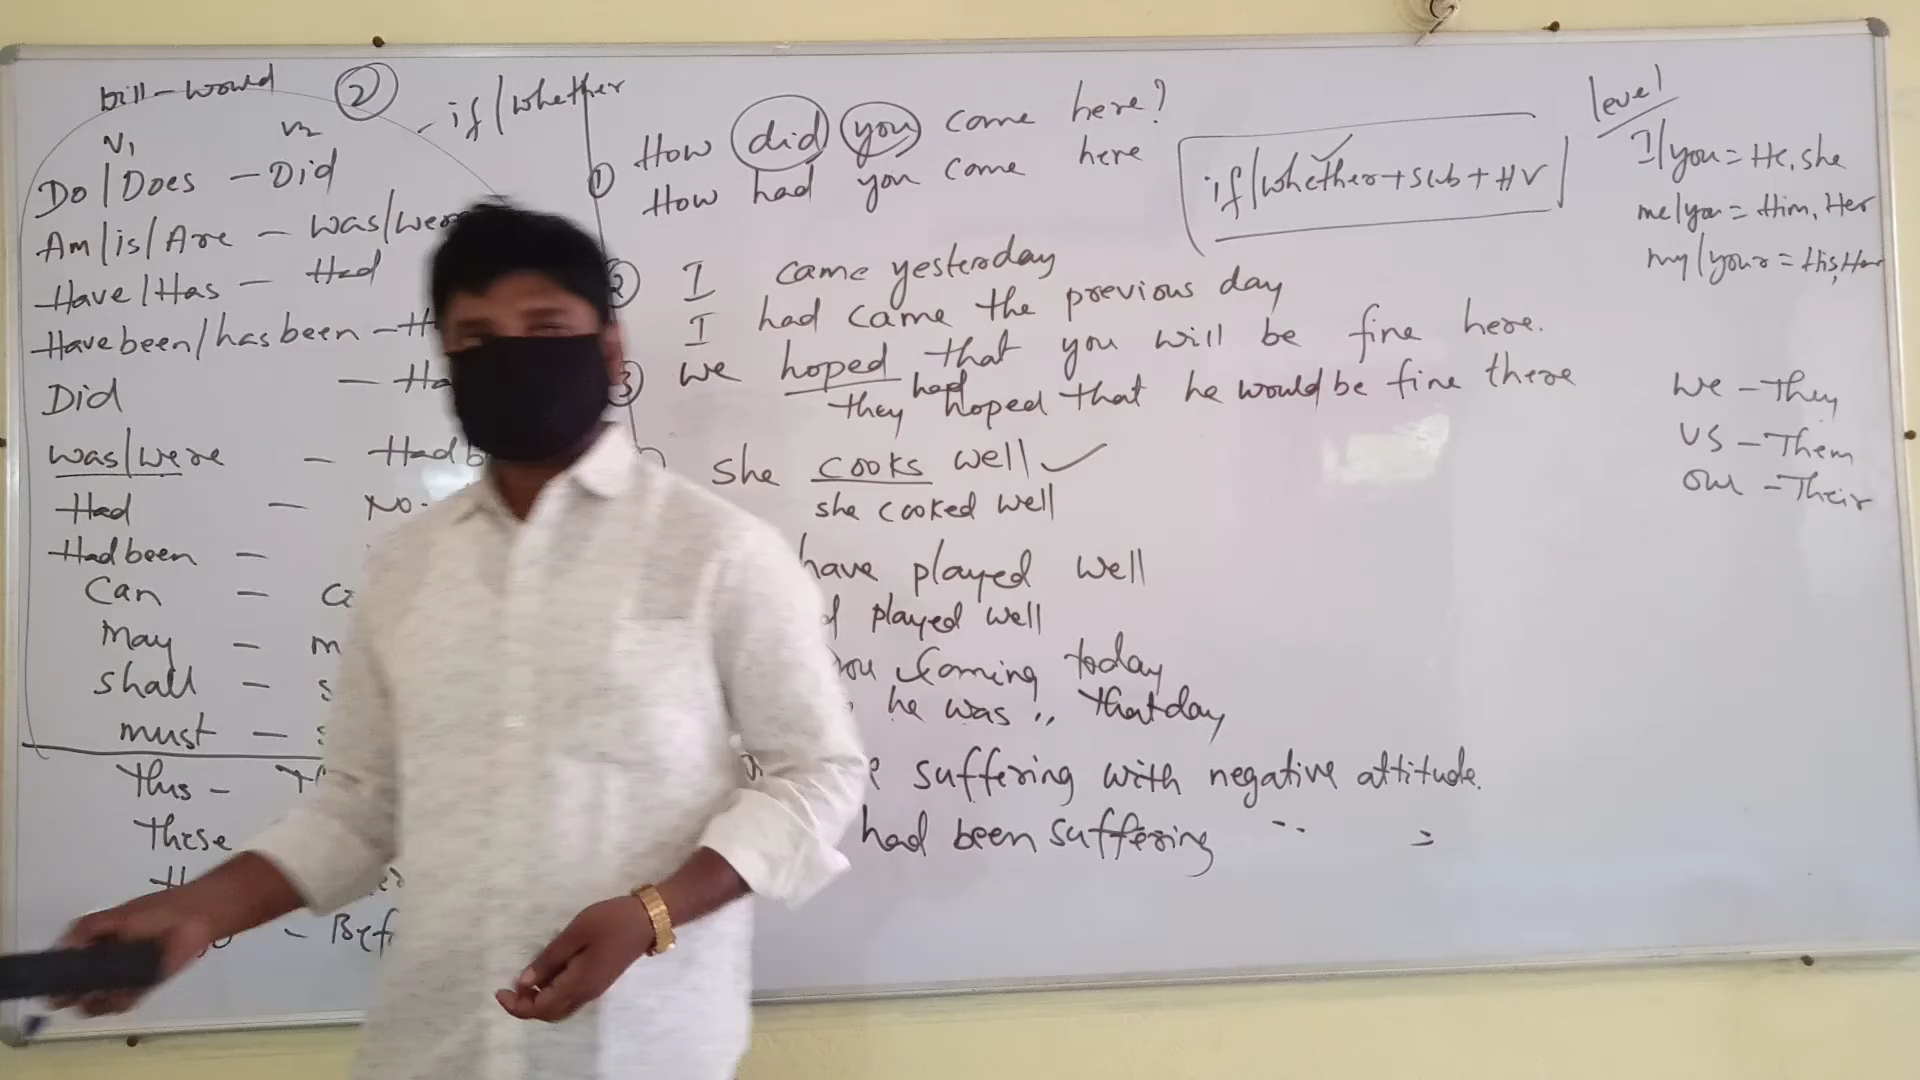 will - would
②
- if/whether
V1 V2
Do/Does - Did
Am/is/Are - was/were
Have/Has - Had
Have been/has been - H
Did - Ha
was/were - Had b
Had - No.
Had been -
Can -
may - m
shall - s
must - s
This - Th
These
- Bef
① How did you come here?
How had you come here
② I came yesterday
I had came the previous day
3 we hoped that you will be fine here.
they had hoped that he would be fine there
she cooks well ✓
she cooked well
have played well
played well
you coming today
he was ,, that day
suffering with negative attitude.
had been suffering
if/whether + sub + HV
level
I/you = He, she
me/you = Him, Her
my/your = His, Her
we - They
us - Them
our - Their